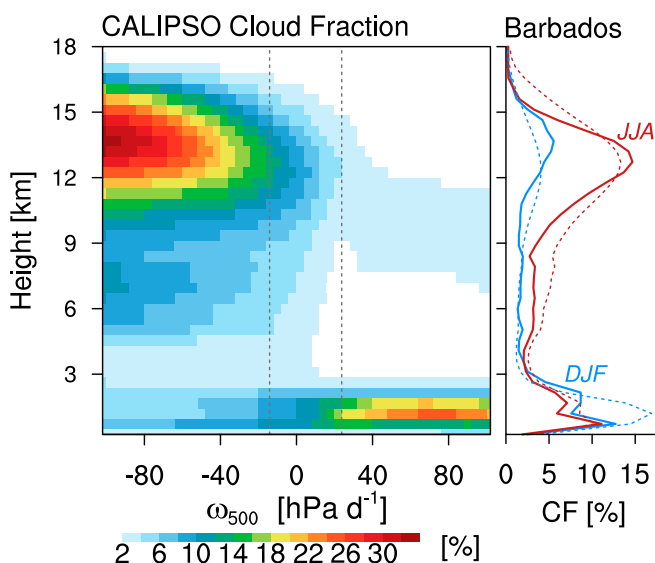 CALIPSO Cloud Fraction
Barbados
18
15
12
9
6
3
Height [km]
JJA
DJF
-80 -40 0 40 80
ω500 [hPa d-1]
0 5 10 15
CF [%]
2 6 10 14 18 22 26 30 [%]